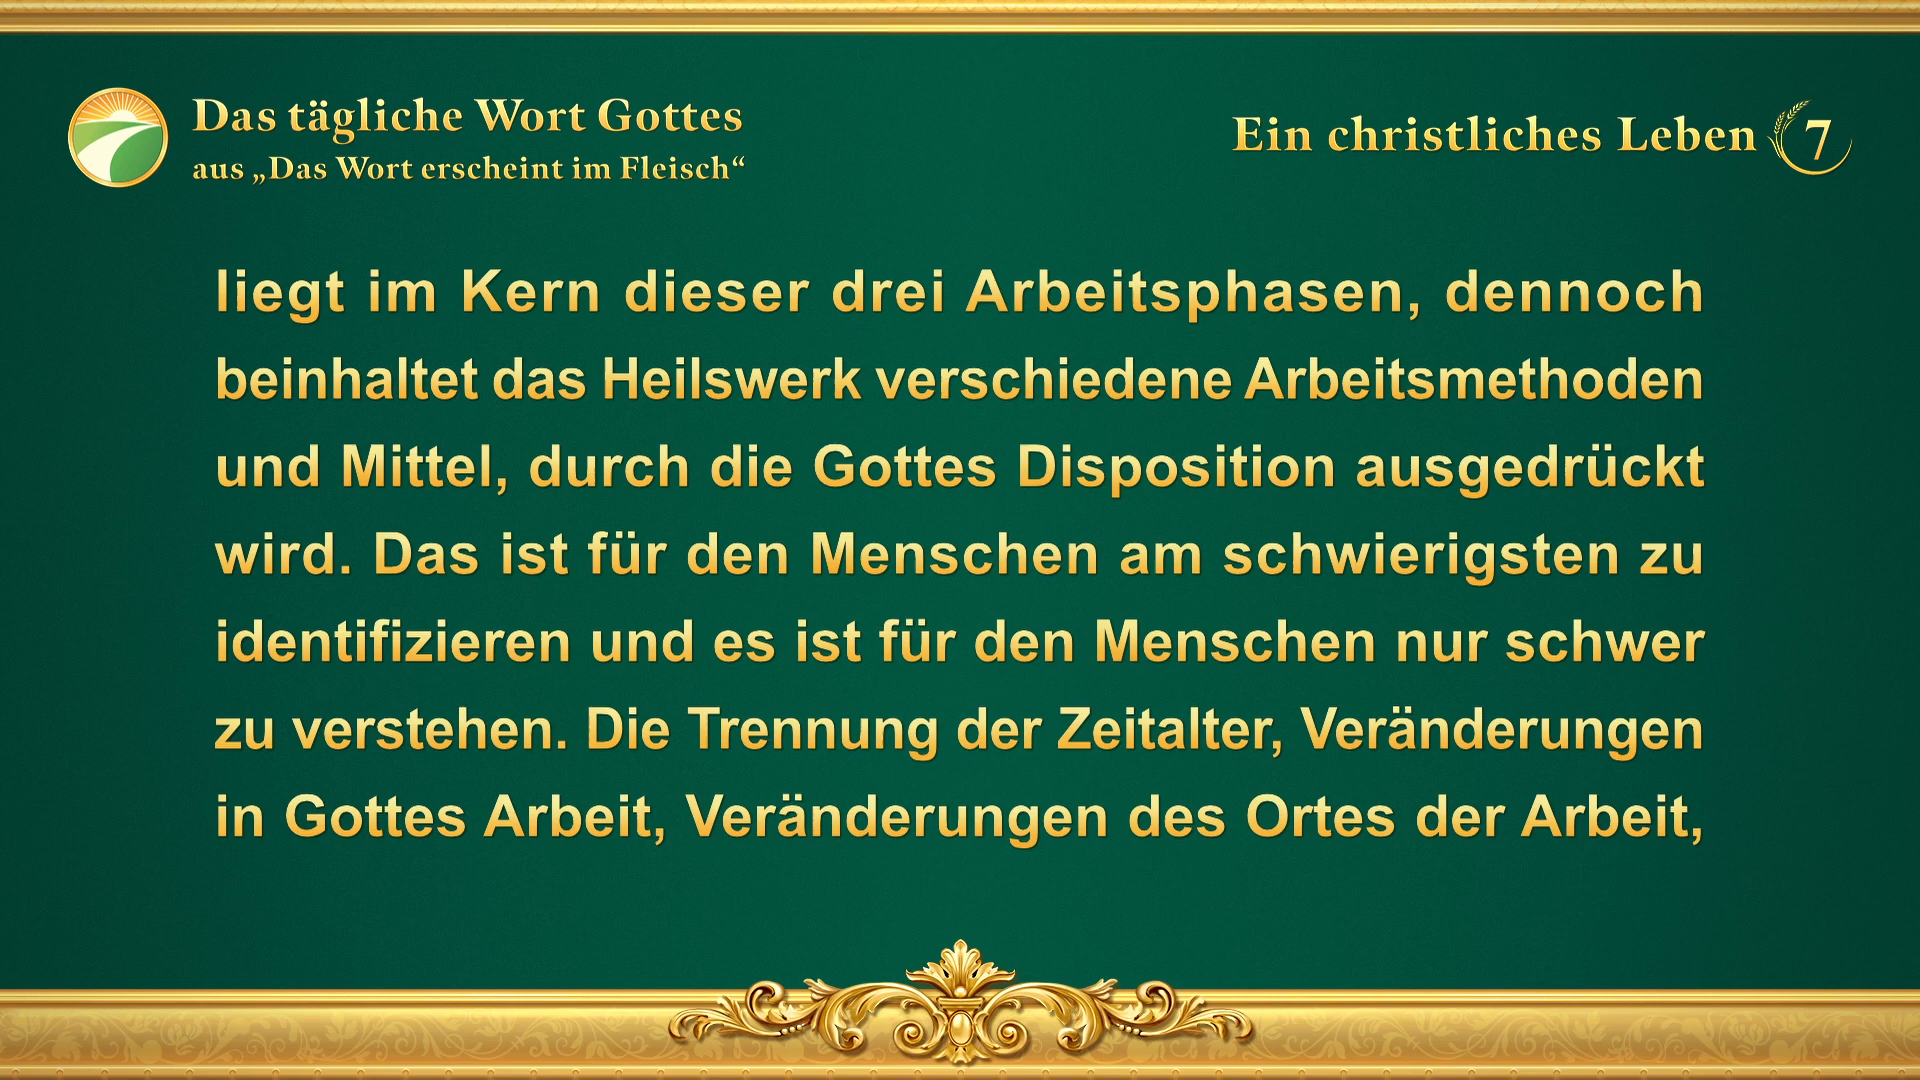 Das tägliche Wort Gottes
aus „Das Wort erscheint im Fleisch“
Ein christliches Leben 7
liegt im Kern dieser drei Arbeitsphasen, dennoch
beinhaltet das Heilswerk verschiedene Arbeitsmethoden
und Mittel, durch die Gottes Disposition ausgedrückt
wird. Das ist für den Menschen am schwierigsten zu
identifizieren und es ist für den Menschen nur schwer
zu verstehen. Die Trennung der Zeitalter, Veränderungen
in Gottes Arbeit, Veränderungen des Ortes der Arbeit,